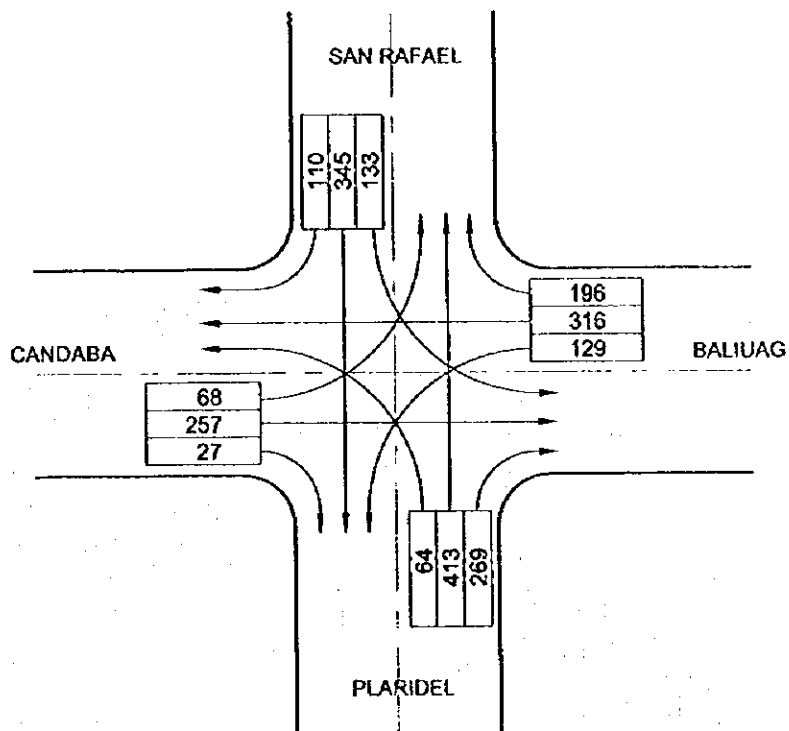 SAN RAFAEL
110 345 133
196
316
129
CANDABA
BALIUAG
68
257
27
64 413 269
PLARIDEL